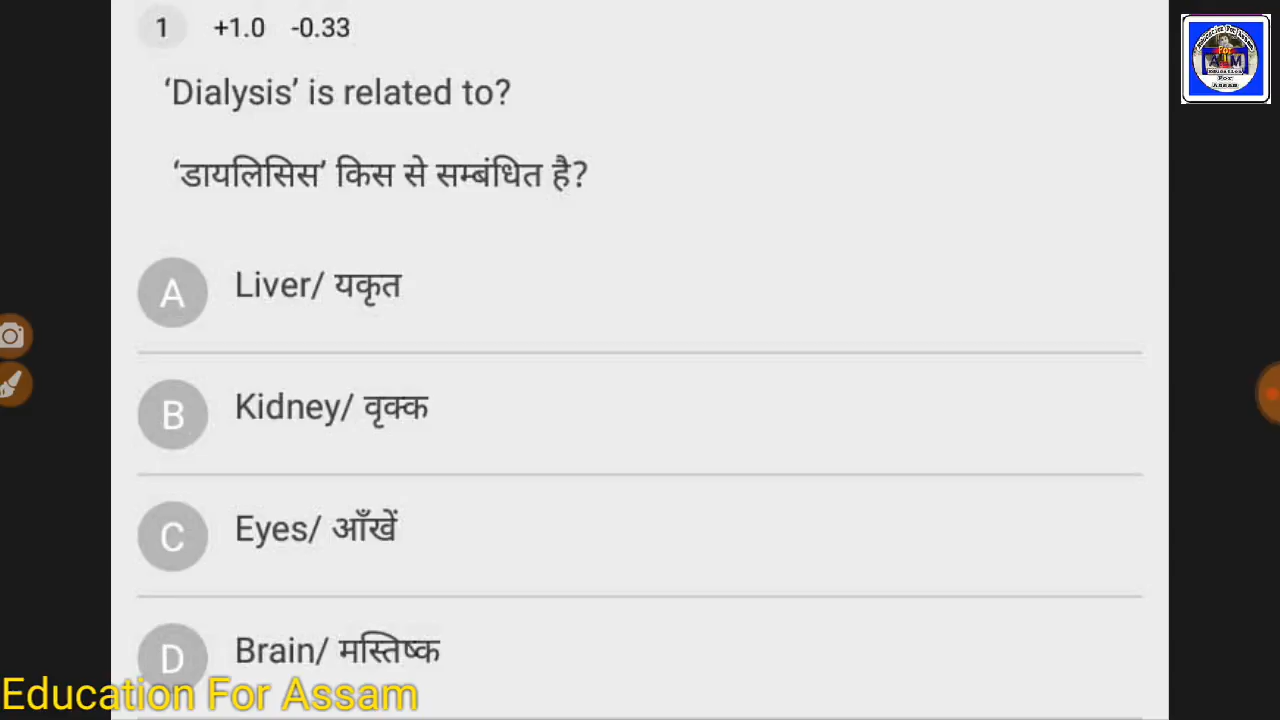 1 +1.0 -0.33
‘Dialysis’ is related to?
‘डायलिसिस’ किस से सम्बंधित है?
A Liver/ यकृत
B Kidney/ वृक्क
C Eyes/ आँखें
D Brain/ मस्तिष्क
Education For Assam